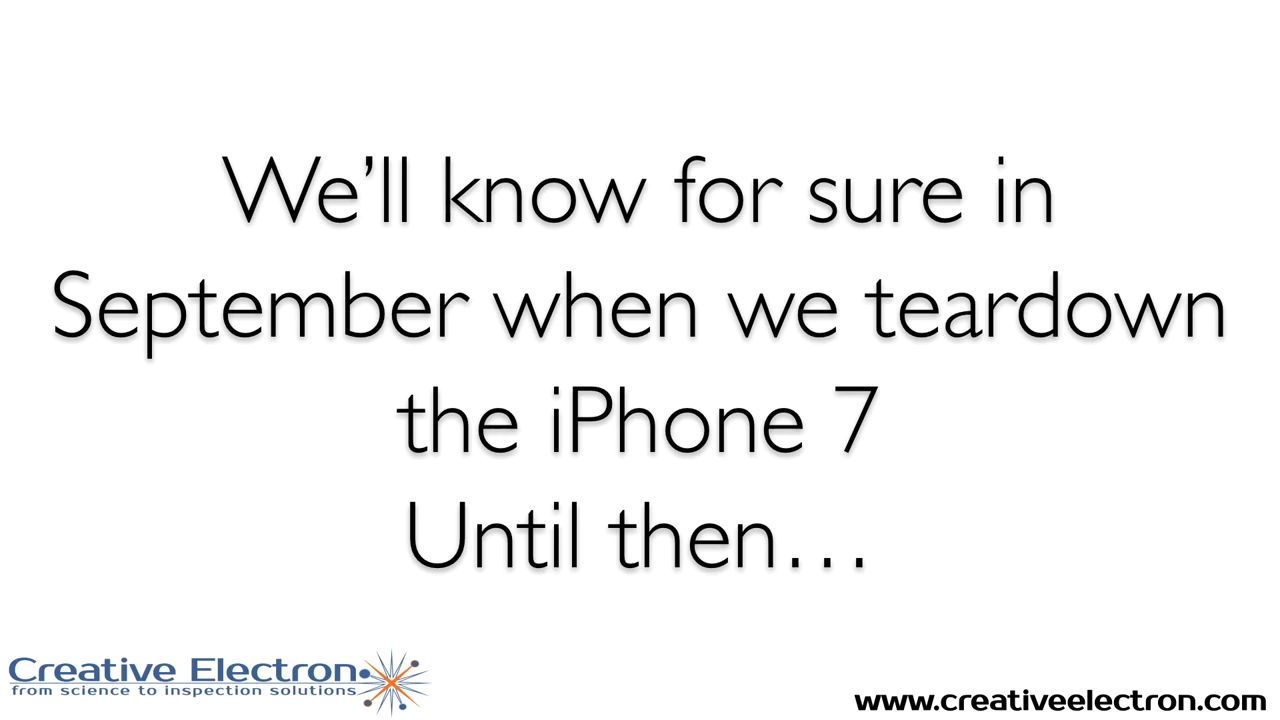 We’ll know for sure in
September when we teardown
the iPhone 7
Until then…
Creative Electron
from science to inspection solutions
www.creativeelectron.com